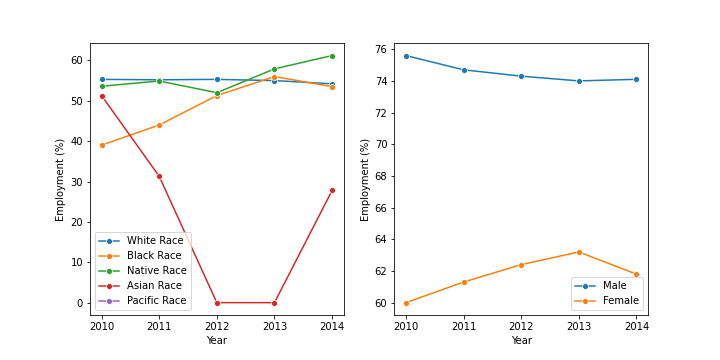 60
50
40
30
20
10
0
Employment (%)
White Race
Black Race
Native Race
Asian Race
Pacific Race
2010 2011 2012 2013 2014
Year
76
74
72
70
68
66
64
62
60
Employment (%)
Male
Female
2010 2011 2012 2013 2014
Year